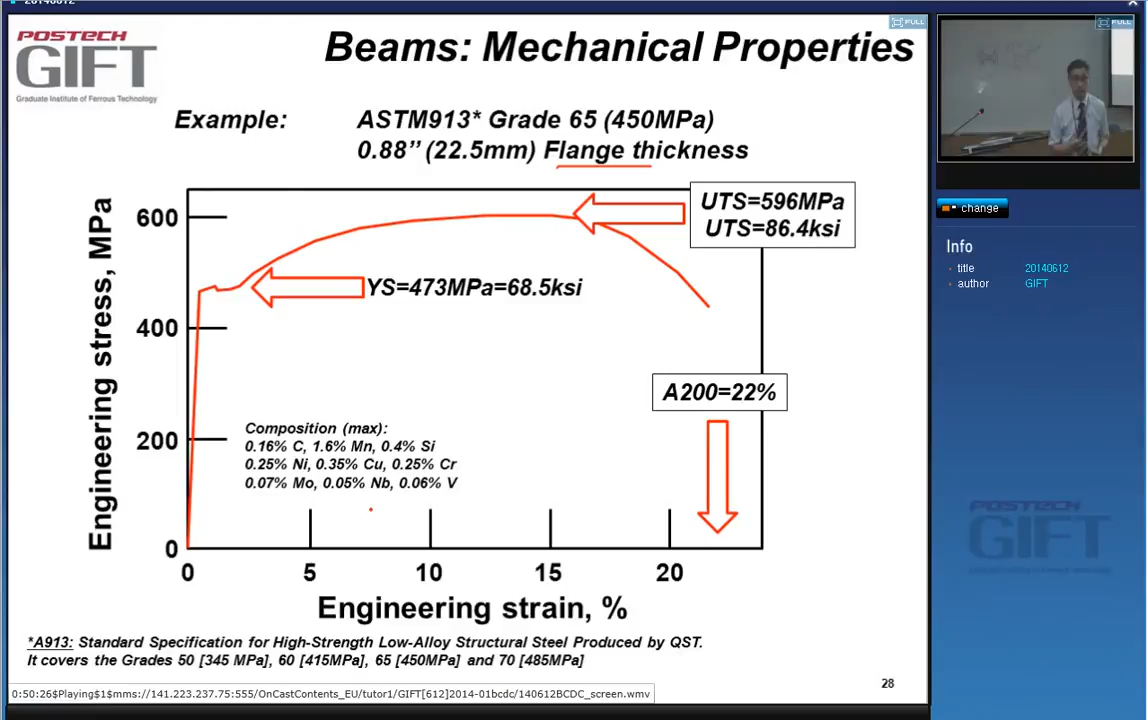 20140612
POSTECH
GIFT
Graduate Institute of Ferrous Technology
Beams: Mechanical Properties
FULL
Example: ASTM913* Grade 65 (450MPa)
0.88” (22.5mm) Flange thickness
Engineering stress, MPa
600
400
200
0
UTS=596MPa
UTS=86.4ksi
YS=473MPa=68.5ksi
A200=22%
Composition (max):
0.16% C, 1.6% Mn, 0.4% Si
0.25% Ni, 0.35% Cu, 0.25% Cr
0.07% Mo, 0.05% Nb, 0.06% V
0 5 10 15 20
Engineering strain, %
*A913: Standard Specification for High-Strength Low-Alloy Structural Steel Produced by QST.
It covers the Grades 50 [345 MPa], 60 [415MPa], 65 [450MPa] and 70 [485MPa]
28
0:50:26$Playing$1$mms://141.223.237.75:555/OnCastContents_EU/tutor1/GIFT[612]2014-01bcdc/140612BCDC_screen.wmv
FULL
change
Info
title 20140612
author GIFT
POSTECH
GIFT